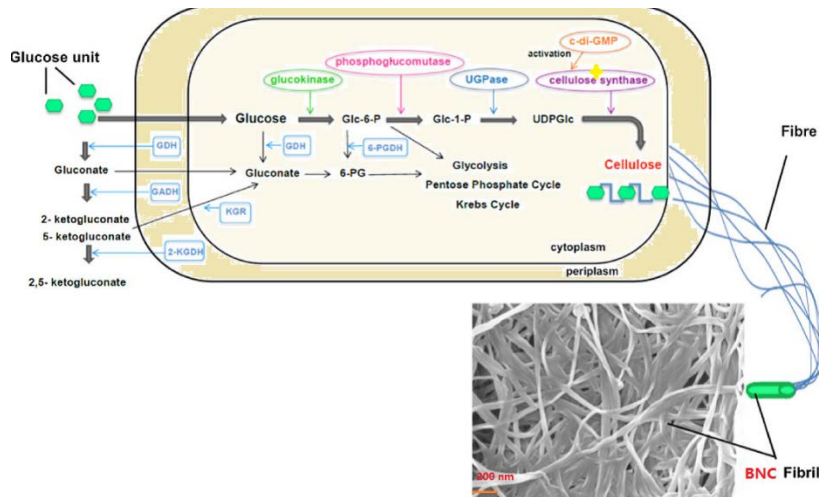 Glucose unit
c-di-GMP
activation
phosphoglucomutase
glucokinase
UGPase
cellulose synthase
Glucose
Glc-6-P
Glc-1-P
UDPGlc
GDH
GDH
6-PGDH
Gluconate
Gluconate
6-PG
Glycolysis
Pentose Phosphate Cycle
Krebs Cycle
Cellulose
Fibre
GADH
KGR
2- ketogluconate
5- ketogluconate
2-KGDH
2,5- ketogluconate
cytoplasm
periplasm
200 nm
BNC Fibril